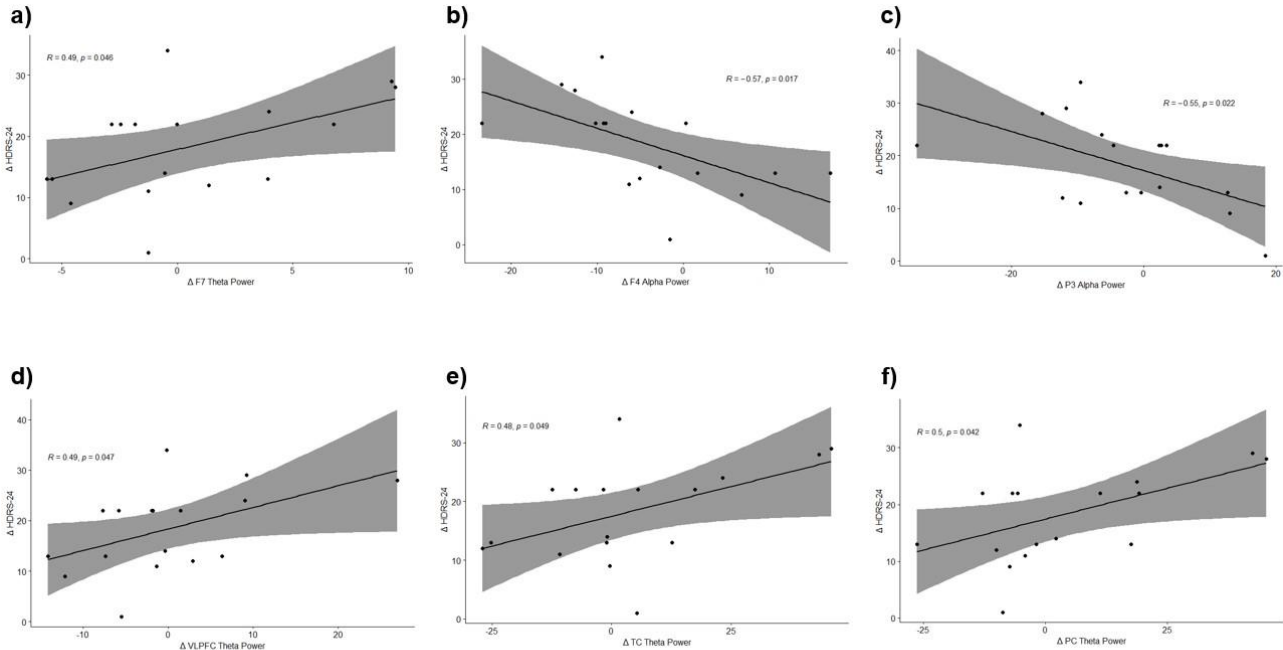 a)
R = 0.49, p = 0.046
30
20
10
0
-5
0
5
10
Δ HDRS-24
Δ F7 Theta Power
b)
R = −0.57, p = 0.017
30
20
10
0
-20
-10
0
10
Δ HDRS-24
Δ F4 Alpha Power
c)
R = −0.55, p = 0.022
40
30
20
10
0
-20
0
20
Δ HDRS-24
Δ P3 Alpha Power
d)
R = 0.49, p = 0.047
40
30
20
10
0
-10
0
10
20
Δ HDRS-24
Δ VLPFC Theta Power
e)
R = 0.48, p = 0.049
30
20
10
0
-25
0
25
Δ HDRS-24
Δ TC Theta Power
f)
R = 0.5, p = 0.042
30
20
10
0
-25
0
25
Δ HDRS-24
Δ PC Theta Power